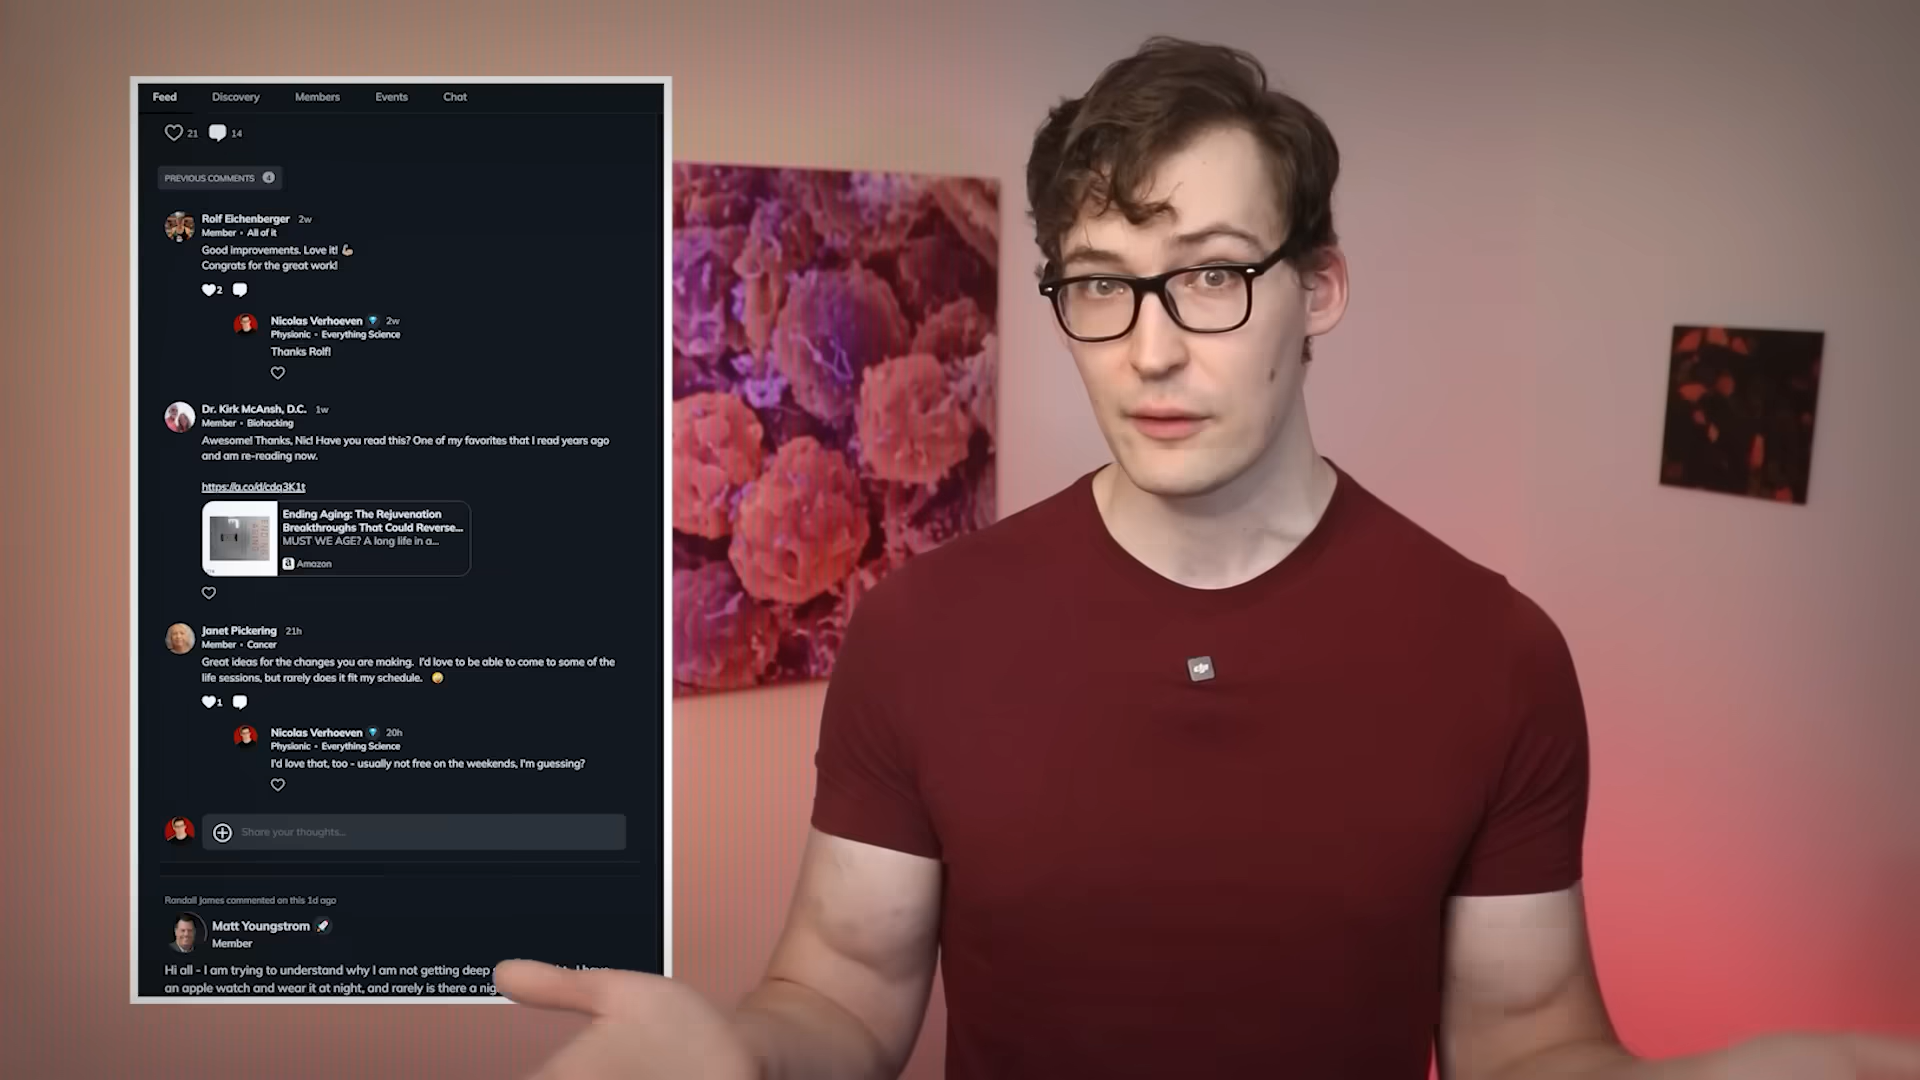 Feed Discovery Members Events Chat
21 14
PREVIOUS COMMENTS 4
Rolf Eichenberger 2w
Member • All of it
Good improvements. Love it! 💪
Congrats for the great work!
2
Nicolas Verhoeven 2w
Physionic • Everything Science
Thanks Rolf!
Dr. Kirk McAnsh, D.C. 1w
Member • Biohacking
Awesome! Thanks, Nic! Have you read this? One of my favorites that I read years ago
and am re-reading now.
https://a.co/d/cdq3K1t
Ending Aging: The Rejuvenation
Breakthroughs That Could Reverse...
MUST WE AGE? A long life in a...
Amazon
Janet Pickering 21h
Member • Cancer
Great ideas for the changes you are making. I'd love to be able to come to some of the
life sessions, but rarely does it fit my schedule.
1
Nicolas Verhoeven 20h
Physionic • Everything Science
I'd love that, too - usually not free on the weekends, I'm guessing?
Share your thoughts...
Randall James commented on this 1d ago
Matt Youngstrom
Member
Hi all - I am trying to understand why I am not getting deep
an apple watch and wear it at night, and rarely is there a
dji